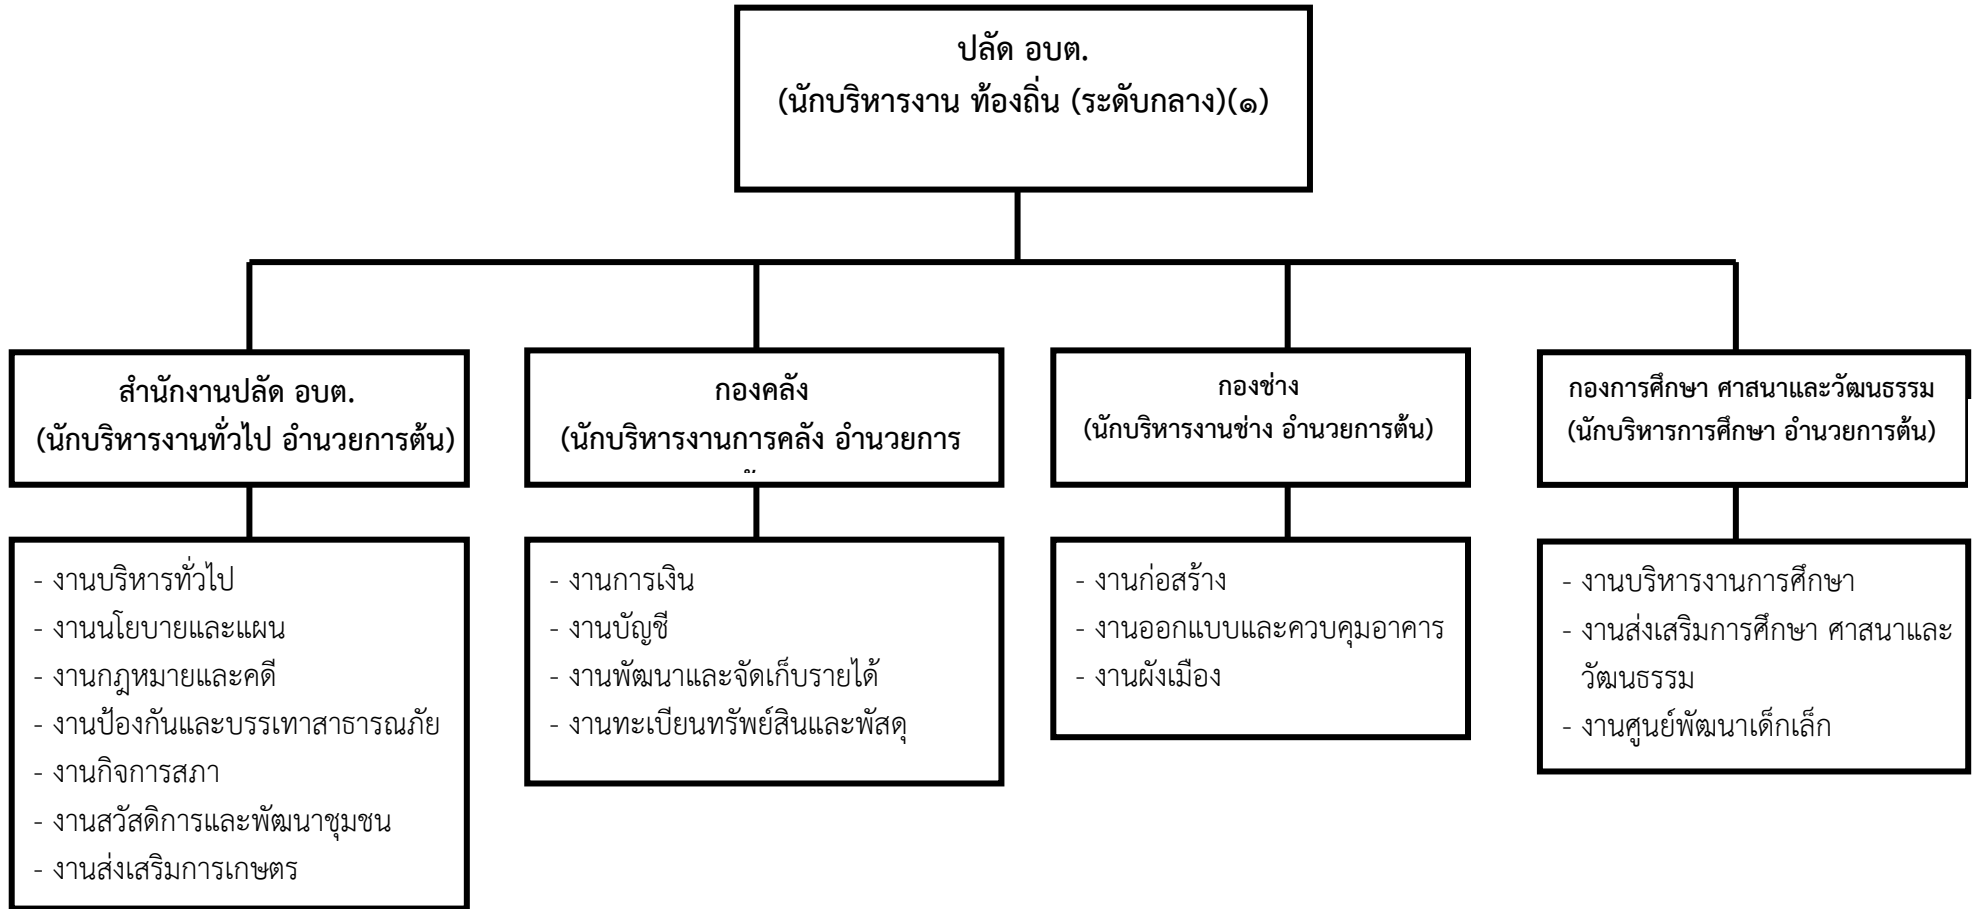 ปลัด อบต.
(นักบริหารงาน ท้องถิ่น (ระดับกลาง)(๑)
สำนักงานปลัด อบต.
(นักบริหารงานทั่วไป อำนวยการต้น)
กองคลัง
(นักบริหารงานการคลัง อำนวยการ
กองช่าง
(นักบริหารงานช่าง อำนวยการต้น)
กองการศึกษา ศาสนาและวัฒนธรรม
(นักบริหารการศึกษา อำนวยการต้น)
- งานบริหารทั่วไป
- งานนโยบายและแผน
- งานกฎหมายและคดี
- งานป้องกันและบรรเทาสาธารณภัย
- งานกิจการสภา
- งานสวัสดิการและพัฒนาชุมชน
- งานส่งเสริมการเกษตร
- งานการเงิน
- งานบัญชี
- งานพัฒนาและจัดเก็บรายได้
- งานทะเบียนทรัพย์สินและพัสดุ
- งานก่อสร้าง
- งานออกแบบและควบคุมอาคาร
- งานผังเมือง
- งานบริหารงานการศึกษา
- งานส่งเสริมการศึกษา ศาสนาและ
วัฒนธรรม
- งานศูนย์พัฒนาเด็กเล็ก